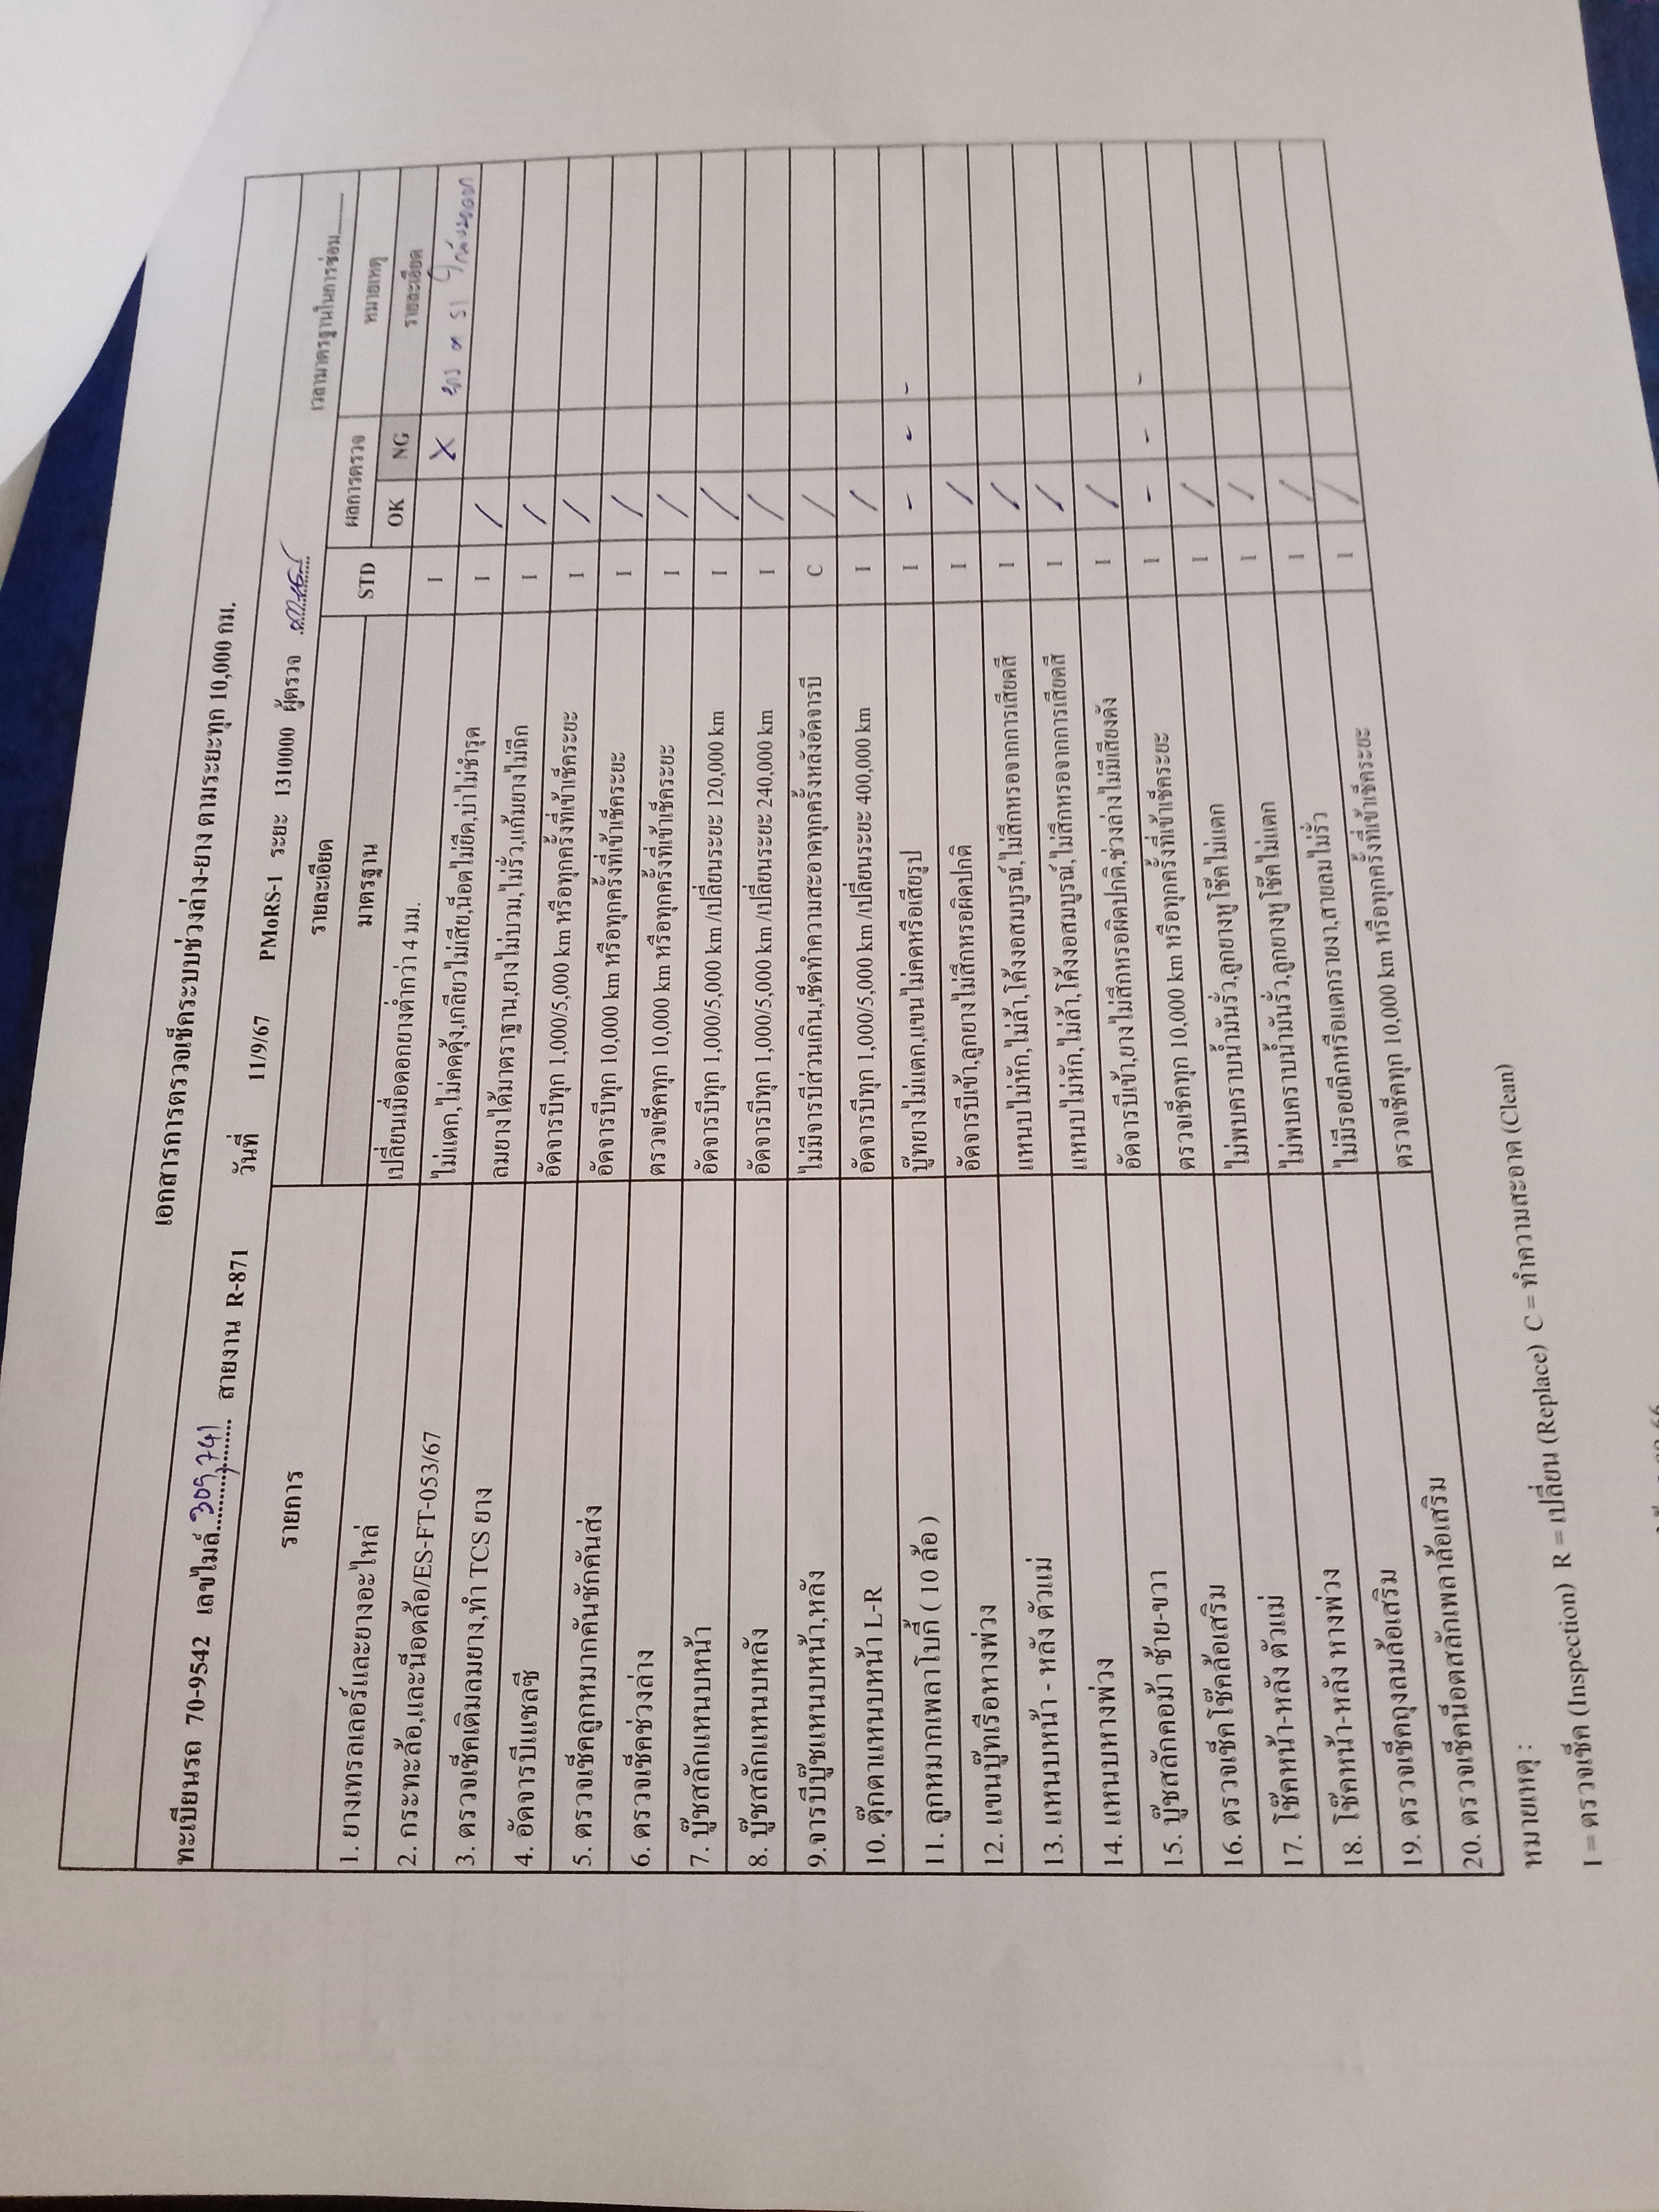 เอกสารการตรวจเช็คระบบช่วงล่าง-ยาง ตามระยะทุก 10,000 กม.
ทะเบียนรถ 70-9542 เลขไมล์ 309,741 สายงาน R-871 วันที่ 11/9/67 PMoRS-1 ระยะ 1310000 ผู้ตรวจ
เวลามาตรฐานในการซ่อม
รายการ รายละเอียด STD ผลการตรวจ หมายเหตุ
มาตรฐาน OK NG รายละเอียด
1. ยางเทรลเลอร์และยางอะไหล่ เปลี่ยนเมื่อดอกยางต่ำกว่า 4 มม. I X
2. กระทะล้อ,และน็อตล้อ/ES-FT-053/67 ไม่แตก,ไม่คดคุ้ง,เกลียวไม่เสีย,น็อตไม่ยืด,บ่าไม่ชำรุด I /
3. ตรวจเช็คเติมลมยาง,ทำ TCS ยาง ลมยางได้มาตราฐาน,ยางไม่บวม,ไม่รั่ว,แก้มยางไม่ฉีก I /
4. อัดจารบีแชลซี อัดจารบีทุก 1,000/5,000 km หรือทุกครั้งที่เข้าเช็คระยะ I /
5. ตรวจเช็คลูกหมากคันชักคันส่ง อัดจารบีทุก 10,000 km หรือทุกครั้งที่เข้าเช็คระยะ I /
6. ตรวจเช็คช่วงล่าง ตรวจเช็คทุก 10,000 km หรือทุกครั้งที่เข้าเช็คระยะ I /
7. บู๊ชสลักแหนบหน้า อัดจารบีทุก 1,000/5,000 km /เปลี่ยนระยะ 120,000 km I /
8. บู๊ชสลักแหนบหลัง อัดจารบีทุก 1,000/5,000 km /เปลี่ยนระยะ 240,000 km I /
9.จารบีบู๊ชแหนบหน้า,หลัง ไม่มีจารบีส่วนเกิน,เช็ดทำความสะอาดทุกครั้งหลังอัดจารบี C /
10. ตุ๊กตาแหนบหน้า L-R อัดจารบีทุก 1,000/5,000 km /เปลี่ยนระยะ 400,000 km I /
11. ลูกหมากเพลาโบกี้ ( 10 ล้อ ) บู๊ทยางไม่แตก,แขนไม่คดหรือเสียรูป I - - -
12. แขนบู๊ทเรือหางพ่วง อัดจารบีเข้า,ลูกยางไม่สึกหรอผิดปกติ I /
13. แหนบหน้า - หลัง ตัวแม่ แหนบไม่หัก,ไม่ล้า,โค้งงอสมบูรณ์,ไม่สึกหรอจากการเสียดสี I /
14. แหนบหางพ่วง แหนบไม่หัก,ไม่ล้า,โค้งงอสมบูรณ์,ไม่สึกหรอจากการเสียดสี I /
15. บู๊ชสลักคอม้า ซ้าย-ขวา อัดจารบีเข้า,ยางไม่สึกหรอผิดปกติ,ช่วงล่างไม่มีเสียงดัง I /
16. ตรวจเช็คโช๊คล้อเสริม ตรวจเช็คทุก 10,000 km หรือทุกครั้งที่เข้าเช็คระยะ I - - -
17. โช๊คหน้า-หลัง ตัวแม่ ไม่พบคราบน้ำมันรั่ว,ลูกยางหูโช๊คไม่แตก I /
18. โช๊คหน้า-หลัง หางพ่วง ไม่พบคราบน้ำมันรั่ว,ลูกยางหูโช๊คไม่แตก I /
19. ตรวจเช็คถุงลมล้อเสริม ไม่มีรอยฉีกหรือแตกรายงา,สายลมไม่รั่ว I /
20. ตรวจเช็คน็อตสลักเพลาล้อเสริม ตรวจเช็คทุก 10,000 km หรือทุกครั้งที่เข้าเช็คระยะ I /
หมายเหตุ :
I = ตรวจเช็ค (Inspection) R = เปลี่ยน (Replace) C = ทำความสะอาด (Clean)